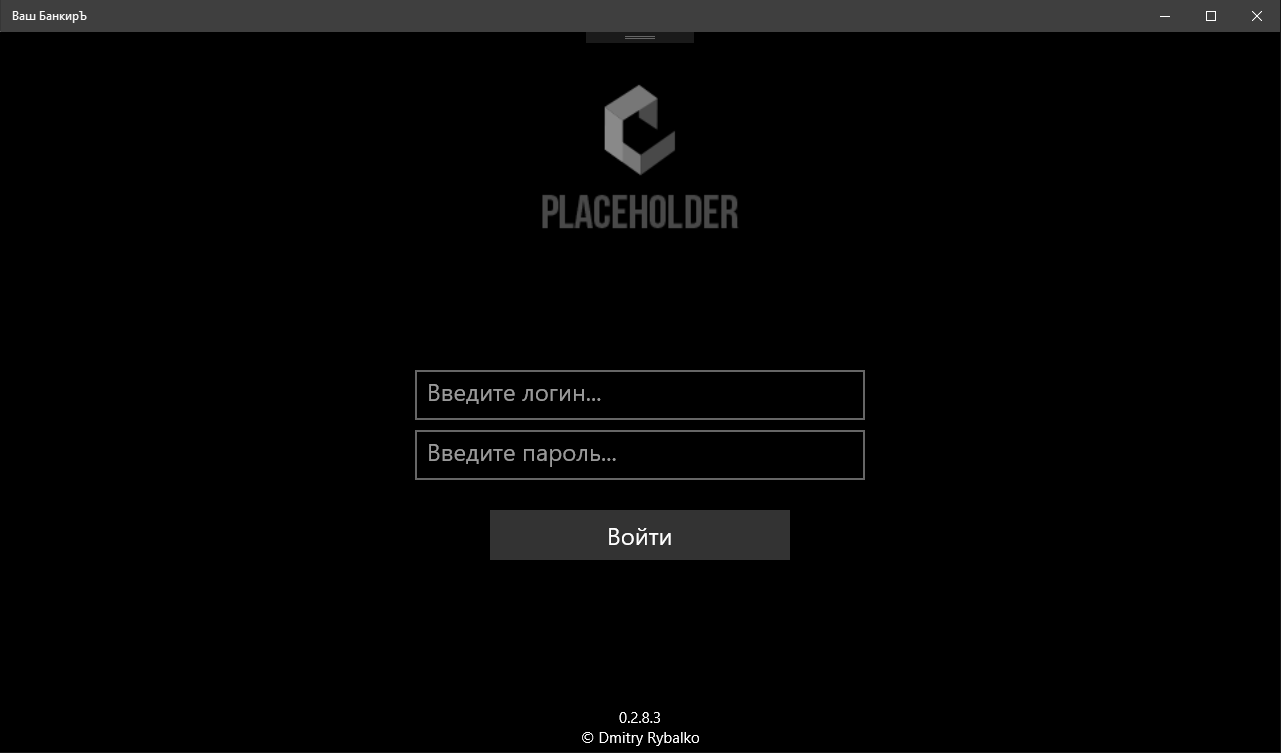 Ваш БанкирЪ
PLACEHOLDER
Введите логин...
Введите пароль...
Войти
0.2.8.3
© Dmitry Rybalko